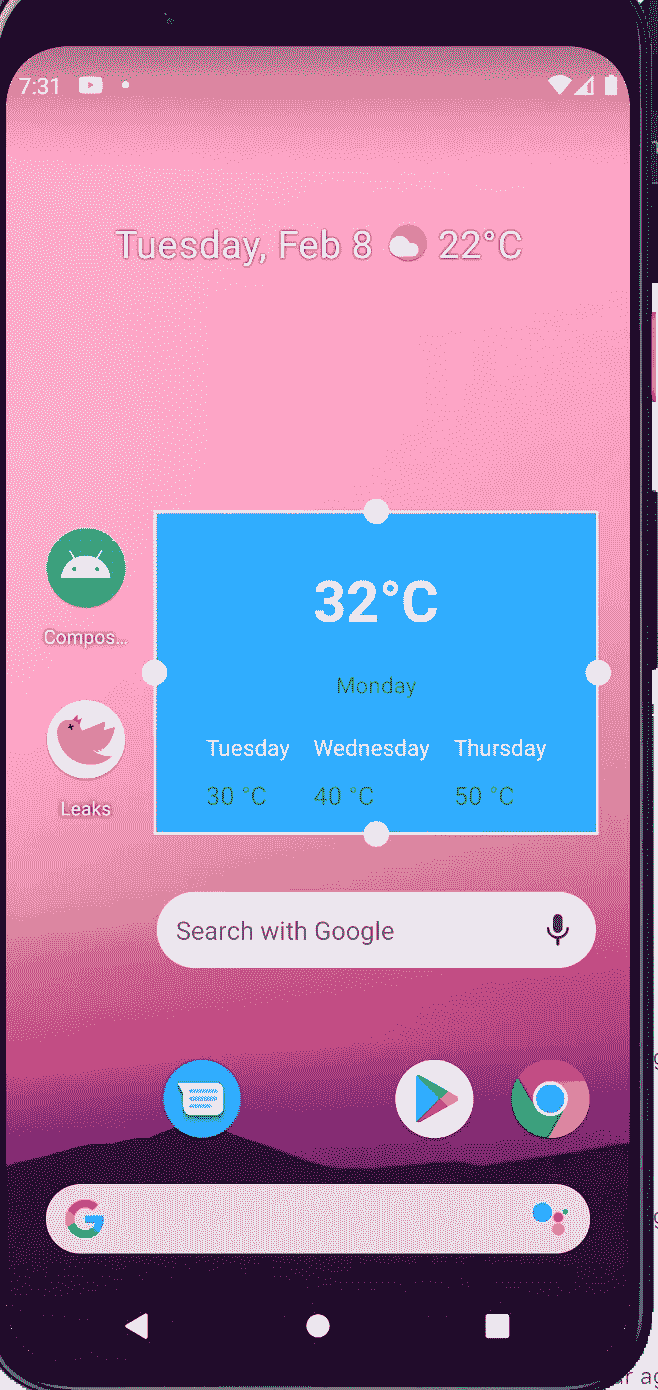 7:31
Tuesday, Feb 8 22°C
32°C
Compos...
Monday
Tuesday Wednesday Thursday
30 °C 40 °C 50 °C
Leaks
Search with Google
G